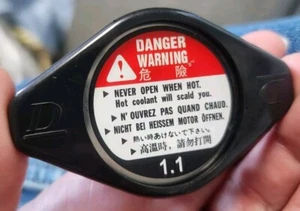 DANGER
WARNING
危險
NEVER OPEN WHEN HOT.
Hot coolant will scald you.
N' OUVREZ PAS QUAND CHAUD.
NICHT BEI HEISSEM MOTOR ÖFFNEN.
熱い時あけないで下さい。
高溫時，請勿打開
1.1
D